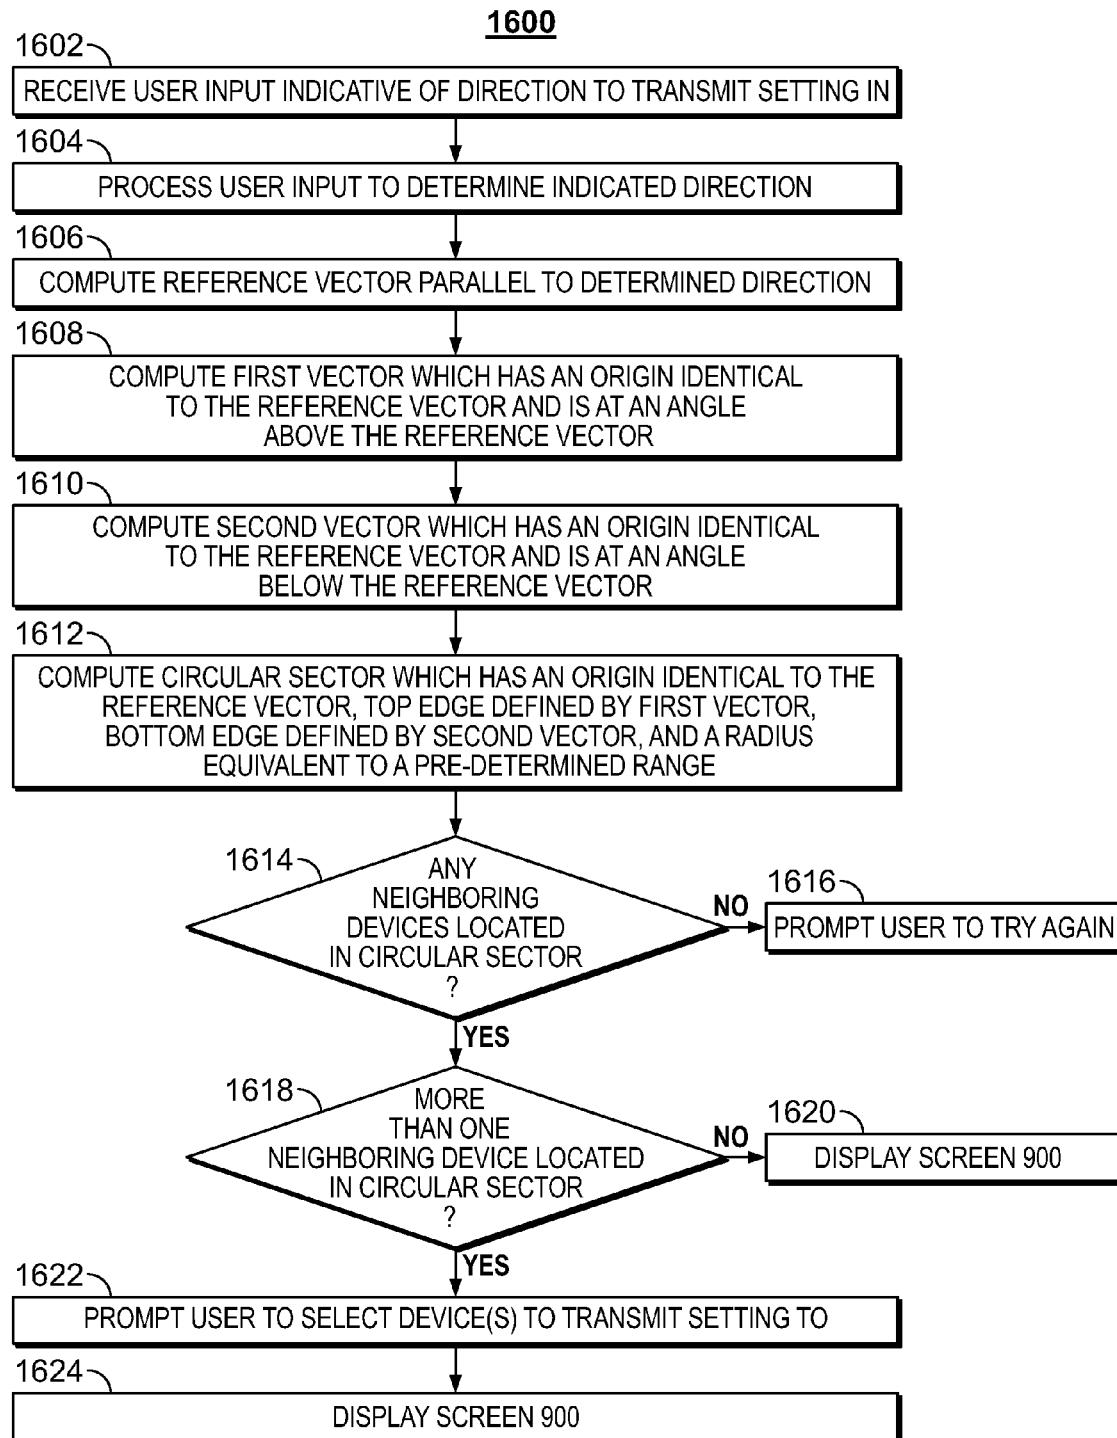 1600
1602
RECEIVE USER INPUT INDICATIVE OF DIRECTION TO TRANSMIT SETTING IN
1604
PROCESS USER INPUT TO DETERMINE INDICATED DIRECTION
1606
COMPUTE REFERENCE VECTOR PARALLEL TO DETERMINED DIRECTION
1608
COMPUTE FIRST VECTOR WHICH HAS AN ORIGIN IDENTICAL
TO THE REFERENCE VECTOR AND IS AT AN ANGLE
ABOVE THE REFERENCE VECTOR
1610
COMPUTE SECOND VECTOR WHICH HAS AN ORIGIN IDENTICAL
TO THE REFERENCE VECTOR AND IS AT AN ANGLE
BELOW THE REFERENCE VECTOR
1612
COMPUTE CIRCULAR SECTOR WHICH HAS AN ORIGIN IDENTICAL TO THE
REFERENCE VECTOR, TOP EDGE DEFINED BY FIRST VECTOR,
BOTTOM EDGE DEFINED BY SECOND VECTOR, AND A RADIUS
EQUIVALENT TO A PRE-DETERMINED RANGE
1614
ANY
NEIGHBORING
DEVICES LOCATED
IN CIRCULAR SECTOR
?
NO
1616
PROMPT USER TO TRY AGAIN
YES
1618
MORE
THAN ONE
NEIGHBORING DEVICE LOCATED
IN CIRCULAR SECTOR
?
NO
1620
DISPLAY SCREEN 900
YES
1622
PROMPT USER TO SELECT DEVICE(S) TO TRANSMIT SETTING TO
1624
DISPLAY SCREEN 900